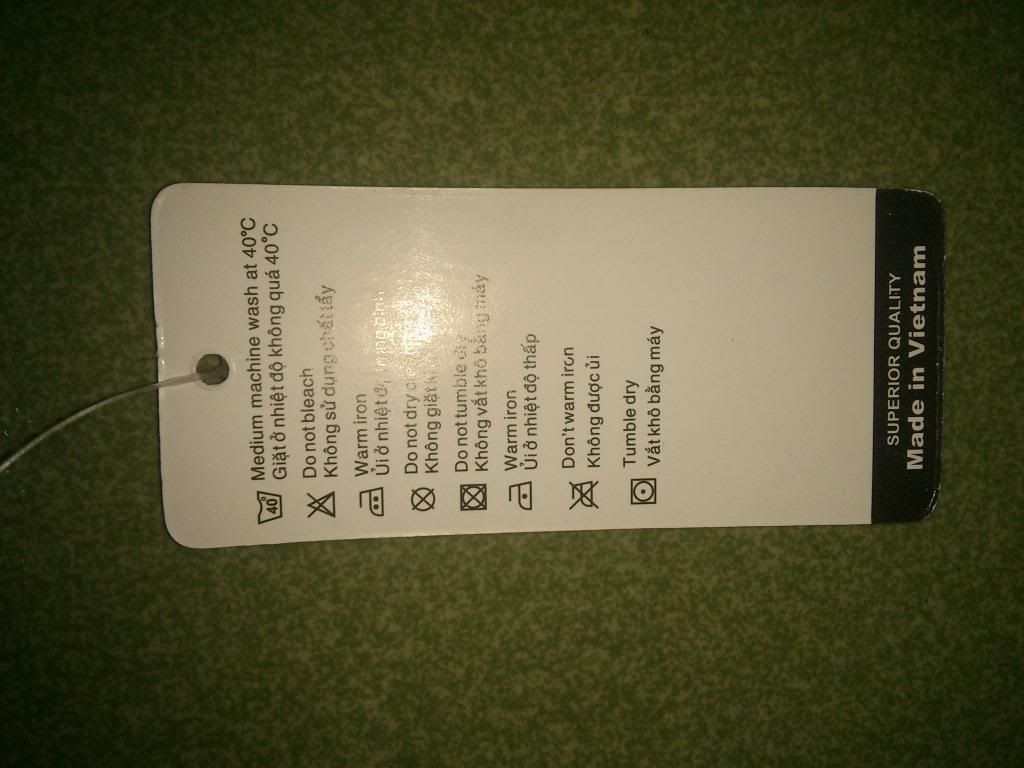 40°
Medium machine wash at 40°C
Giặt ở nhiệt độ không quá 40°C
Do not bleach
Không sử dụng chất tẩy
Warm iron
Ủi ở nhiệt độ
Do not dry
Không giặt
Do not tumble dry
Không vắt khô bằng máy
Warm iron
Ủi ở nhiệt độ thấp
Don't warm iron
Không được ủi
Tumble dry
Vắt khô bằng máy
SUPERIOR QUALITY
Made in Vietnam